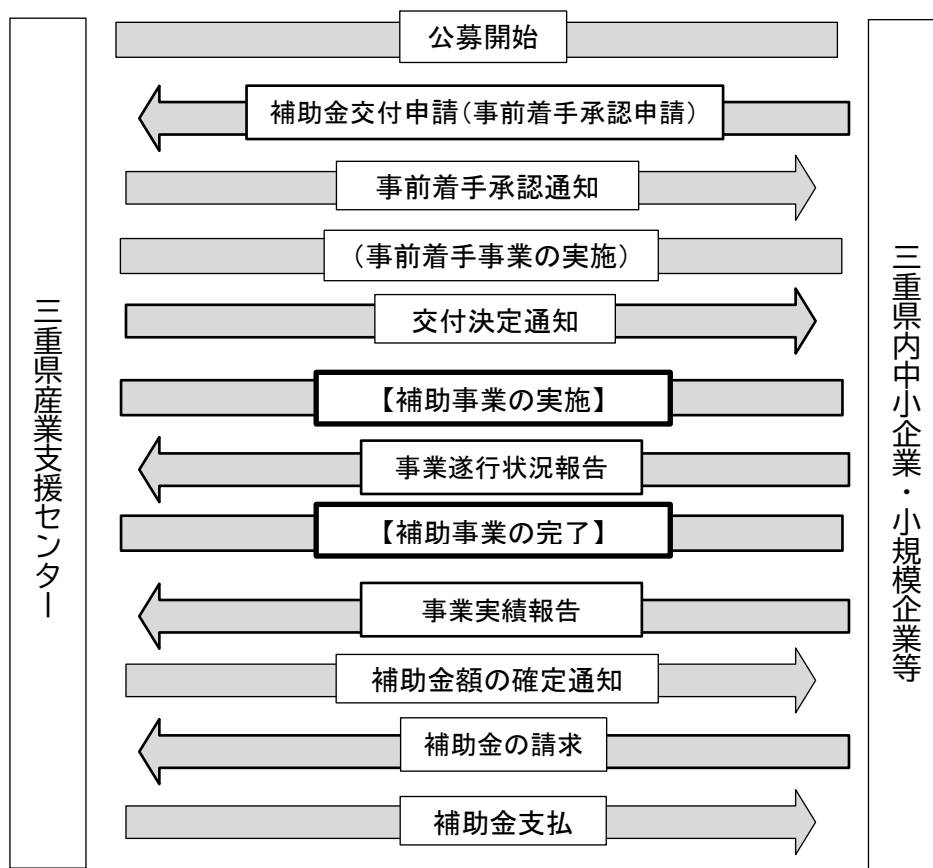 公募開始
補助金交付申請(事前着手承認申請)
事前着手承認通知
(事前着手事業の実施)
交付決定通知
【補助事業の実施】
事業遂行状況報告
【補助事業の完了】
事業実績報告
補助金額の確定通知
補助金の請求
補助金支払
三重県産業支援センター
三重県内中小企業・小規模企業等